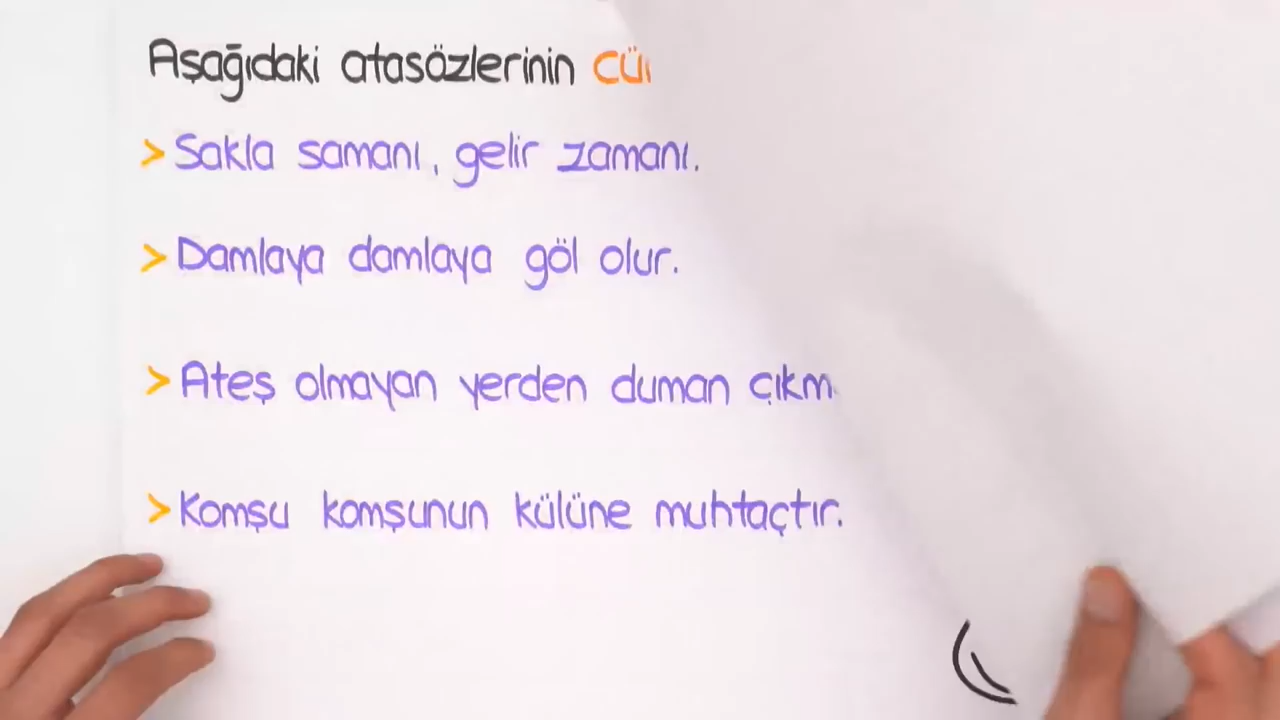 Aşağıdaki atasözlerinin
> Sakla samanı, gelir zamanı.
> Damlaya damlaya göl olur.
> Ateş olmayan yerden duman
> Komşu komşunun külüne muhtaçtır.